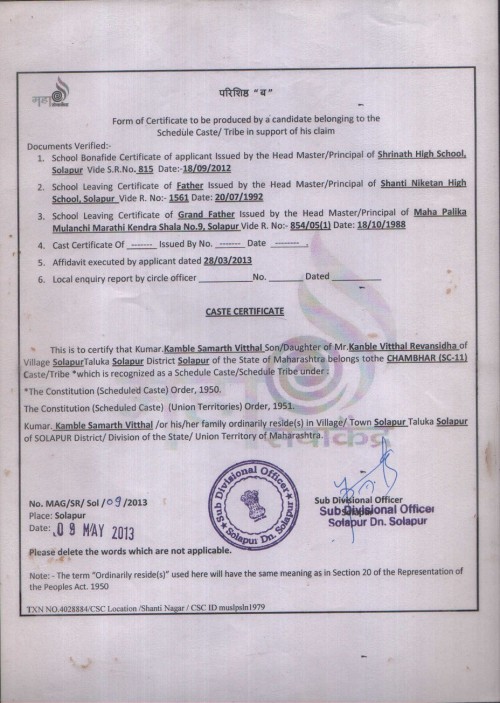 महा
परिशिष्ठ "ब"
Form of Certificate to be produced by a candidate belonging to the
Schedule Caste/ Tribe in support of his claim
Documents Verified:-
1. School Bonafide Certificate of applicant Issued by the Head Master/Principal of Shrinath High School,
Solapur Vide S.R.No. 815 Date:-18/09/2012
2. School Leaving Certificate of Father Issued by the Head Master/Principal of Shanti Niketan High
School, Solapur Vide R. No:- 1561 Date: 20/07/1992
3. School Leaving Certificate of Grand Father Issued by the Head Master/Principal of Maha Palika
Mulanchi Marathi Kendra Shala No.9, Solapur Vide R. No:- 854/05(1) Date: 18/10/1988
4. Cast Certificate Of ------- Issued By No. ------- Date ------- .
5. Affidavit executed by applicant dated 28/03/2013
6. Local enquiry report by circle officer __________No. _______ Dated __________
CASTE CERTIFICATE
This is to certify that Kumar.Kamble Samarth Vitthal Son/Daughter of Mr.Kanble Vitthal Revansidha of
Village SolapurTaluka Solapur District Solapur of the State of Maharashtra belongs tothe CHAMBHAR (SC-11)
Caste/Tribe *which is recognized as a Schedule Caste/Schedule Tribe under :
*The Constitution (Scheduled Caste) Order, 1950.
The Constitution (Scheduled Caste) (Union Territories) Order, 1951.
Kumar. Kamble Samarth Vitthal /or his/her family ordinarily reside(s) in Village/ Town Solapur Taluka Solapur
of SOLAPUR District/ Division of the State/ Union Territory of Maharashtra.
सेवाकेंद्र
Sub Divisional Officer
Solapur Dn. Solapur
No. MAG/SR/ Sol /09/2013
Place: Solapur
Date: 09 MAY 2013
Sub Divisional Officer
Sub Divisional Officer
Solapur Dn. Solapur
Please delete the words which are not applicable.
Note: - The term "Ordinarily reside(s)" used here will have the same meaning as in Section 20 of the Representation of
the Peoples Act. 1950
TXN NO.4028884/CSC Location /Shanti Nagar / CSC ID muslpsln1979